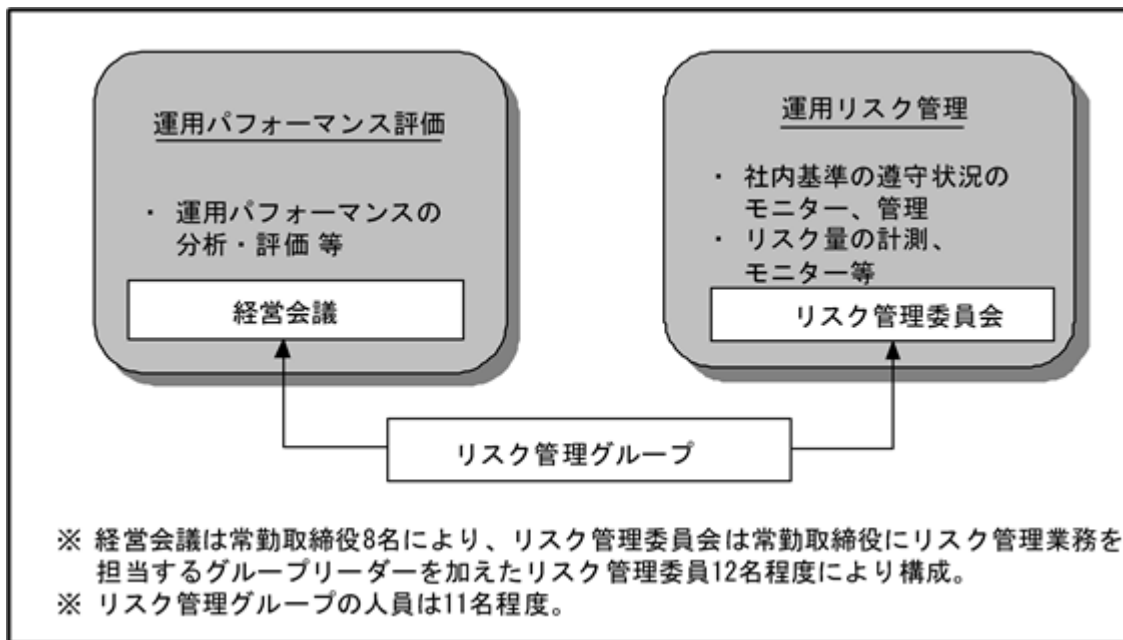 運用パフォーマンス評価
・ 運用パフォーマンスの
分析・評価 等
経営会議
運用リスク管理
・ 社内基準の遵守状況の
モニター、管理
・ リスク量の計測、
モニター等
リスク管理委員会
リスク管理グループ
※ 経営会議は常勤取締役8名により、リスク管理委員会は常勤取締役にリスク管理業務を
担当するグループリーダーを加えたリスク管理委員12名程度により構成。
※ リスク管理グループの人員は11名程度。